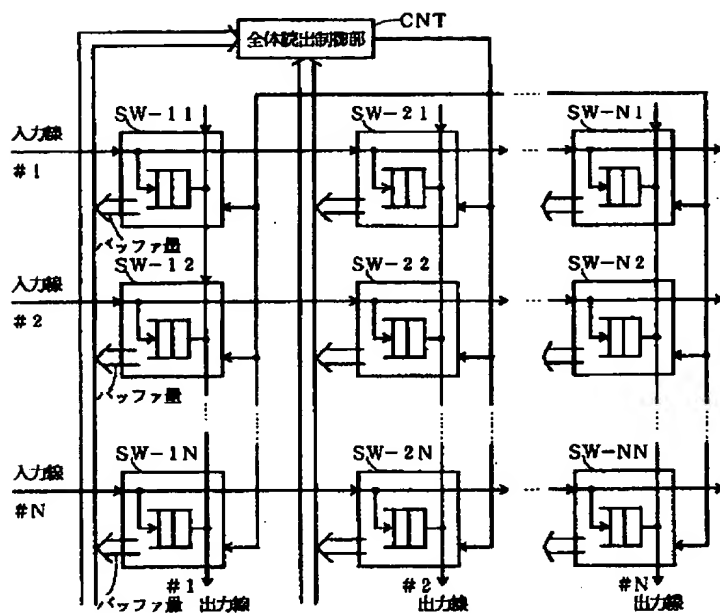 CNT
全体読出制御部
SW-11 SW-21 SW-N1
入力線
#1
バッファ量
SW-12 SW-22 SW-N2
入力線
#2
バッファ量
SW-1N SW-2N SW-NN
入力線
#N
バッファ量
#1 #2 #N
出力線 出力線 出力線